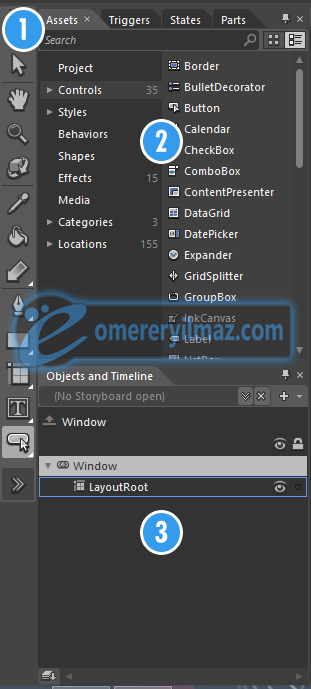 1
Assets × Triggers States Parts
Search
Project
Controls 35
Styles
Behaviors
Shapes
Effects 15
Media
Categories 3
Locations 155
Border
BulletDecorator
Button
2
Calendar
CheckBox
ComboBox
ContentPresenter
DataGrid
DatePicker
Expander
GridSplitter
GroupBox
InkCanvas
Label
ListBox
omereryilmaz.com
T
Objects and Timeline
(No Storyboard open)
Window
Window
LayoutRoot
3